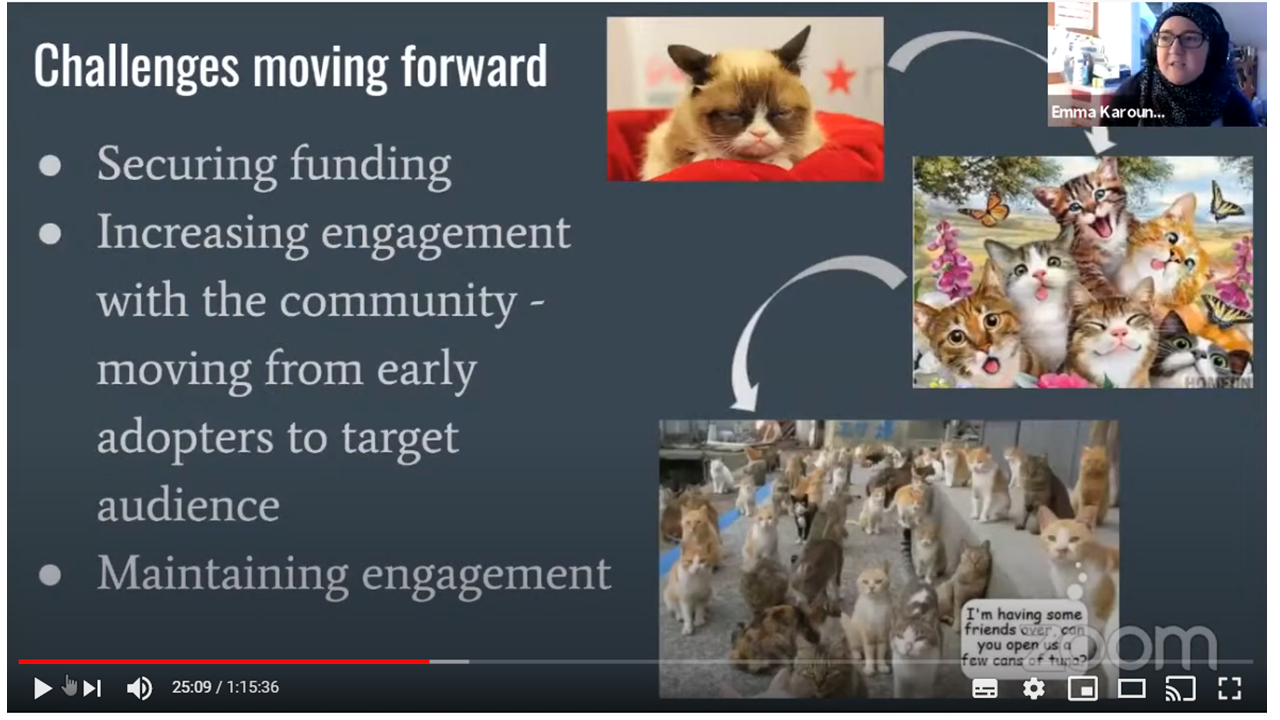 Challenges moving forward
Emma Karoun...
● Securing funding
● Increasing engagement
with the community -
moving from early
adopters to target
audience
● Maintaining engagement
I'm having some
friends over, can
you open us a
few cans of tuna?
zoom
25:09 / 1:15:36